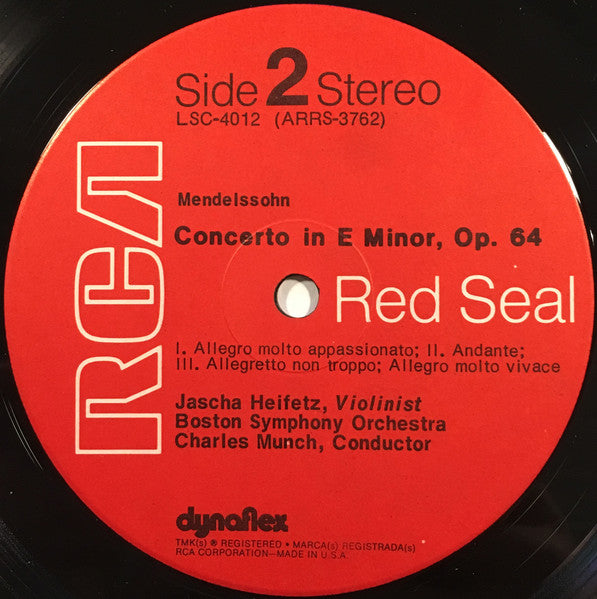 Side 2 Stereo
LSC-4012 (ARRS-3762)
RCA
Mendelssohn
Concerto in E Minor, Op. 64
Red Seal
I. Allegro molto appassionato; II. Andante;
III. Allegretto non troppo; Allegro molto vivace
Jascha Heifetz, Violinist
Boston Symphony Orchestra
Charles Munch, Conductor
dynaflex
TMK(s) ® REGISTERED • MARCA(s) REGISTRADA(s)
RCA CORPORATION—MADE IN U.S.A.